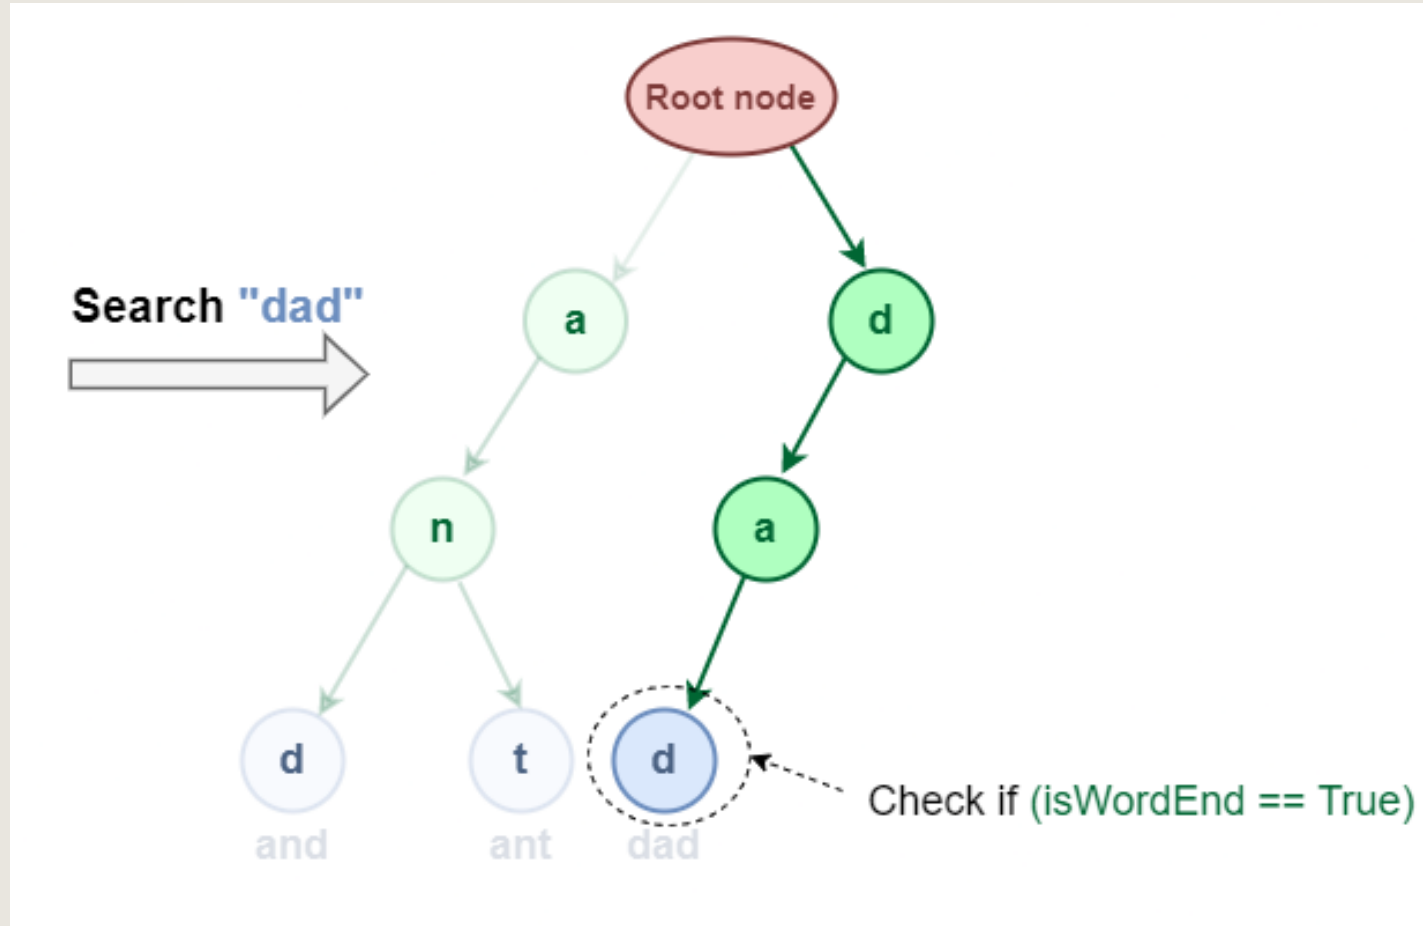 Root node
Search "dad"
a
d
n
a
d
t
d
Check if (isWordEnd == True)
and
ant
dad